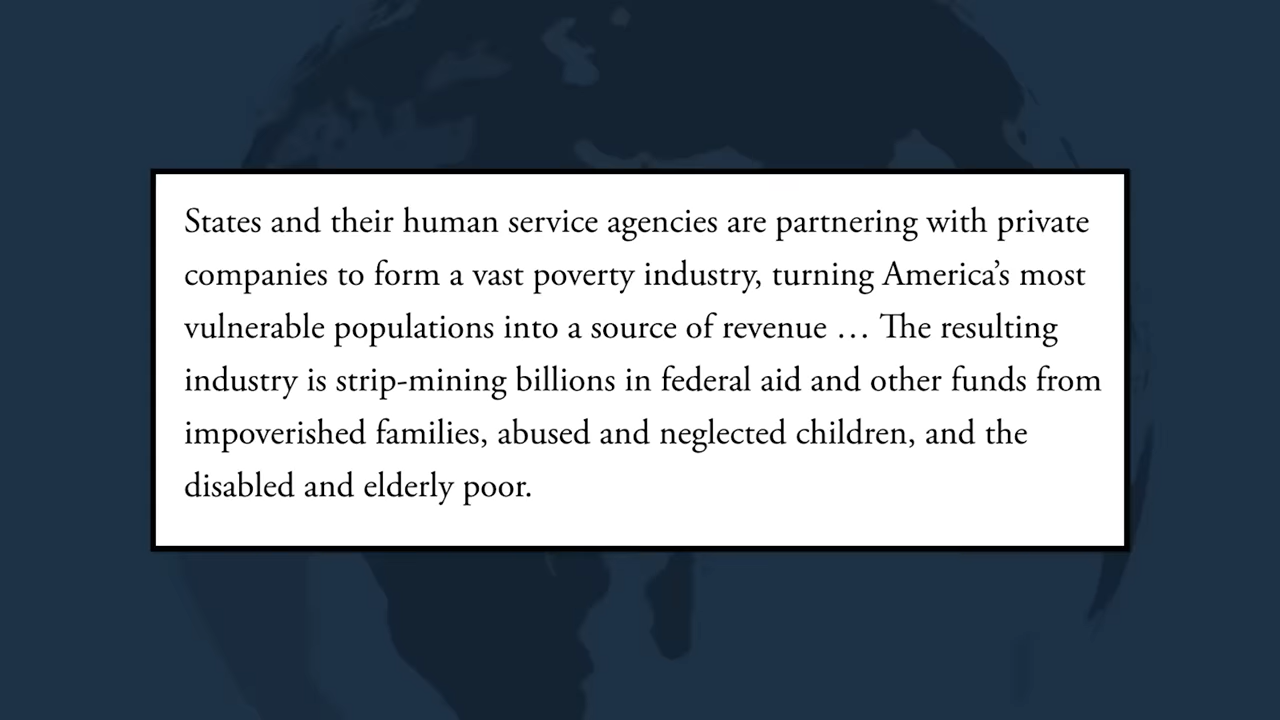 States and their human service agencies are partnering with private
companies to form a vast poverty industry, turning America’s most
vulnerable populations into a source of revenue … The resulting
industry is strip-mining billions in federal aid and other funds from
impoverished families, abused and neglected children, and the
disabled and elderly poor.